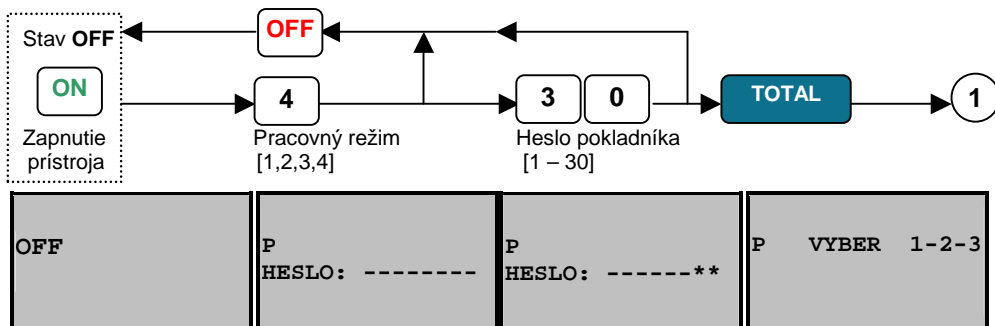 Stav OFF
OFF
ON
4
3 0
TOTAL
1
Zapnutie
prístroja
Pracovný režim
[1,2,3,4]
Heslo pokladníka
[1 – 30]
OFF
P
HESLO: --------
P
HESLO: ------**
P VYBER 1-2-3